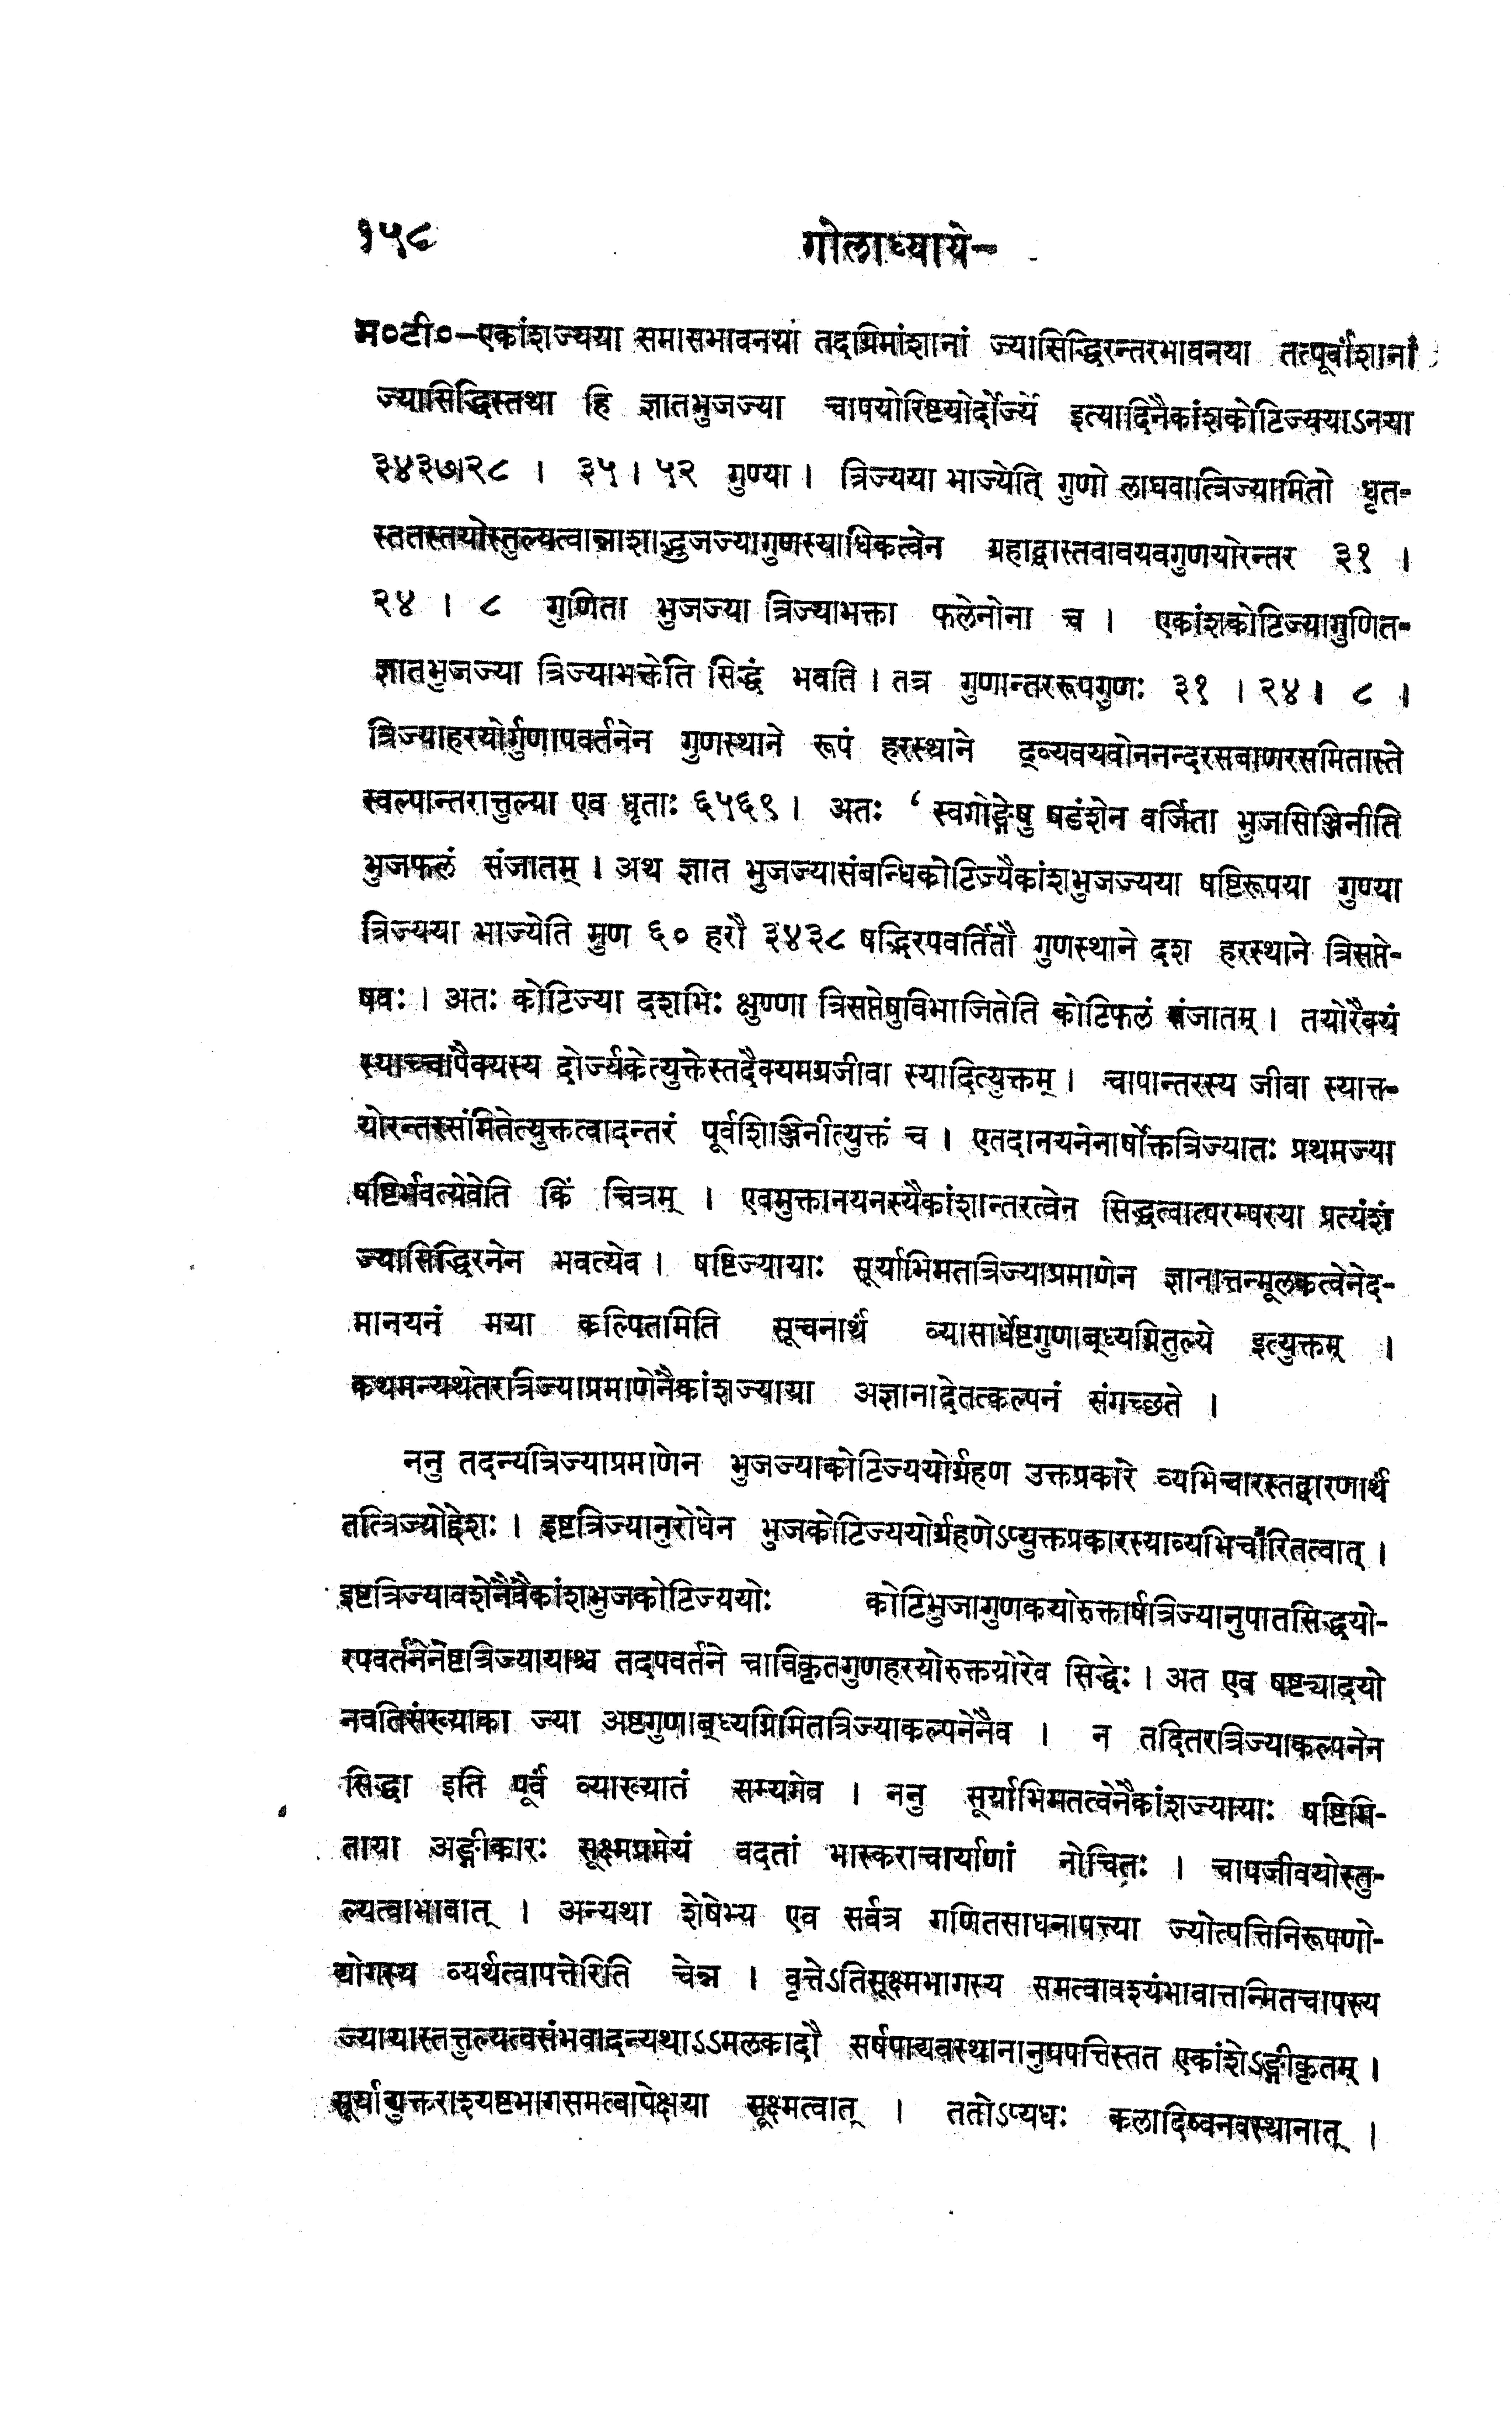 १५८ गोलाध्याये-
म०टी०-एकांशज्यया समासभावनया तदग्रिमांशानां ज्यासिद्धिरन्तरभावनया तत्पूर्वांशानां
ज्यासिद्धिस्तथा हि ज्ञातभुजज्या चापयोरिष्टयोर्दोर्ज्ये इत्यादिनैकांशकोटिज्ययाऽनया
३४३७।२८ । ३५ । ५२ गुण्या । त्रिज्यया भाज्येति गुणो लाघवात्त्रिज्यामितो धृत-
स्ततस्तयोस्तुल्यत्वान्नाशाद्भुजज्यागुणस्याधिकत्वेन ग्रहाद्वास्तवावयवगुणयोरन्तर ३१ ।
२४ । ८ गुणिता भुजज्या त्रिज्याभक्ता फलेनोना च । एकांशकोटिज्यागुणित-
ज्ञातभुजज्या त्रिज्याभक्तेति सिद्धं भवति । तत्र गुणान्तररूपगुणः ३१ । २४ । ८ ।
त्रिज्याहरयोर्गुणापवर्तनेन गुणस्थाने रूपं हरस्थाने द्व्यवयवोननन्दरसबाणरसमितास्ते
स्वल्पान्तरात्तुल्या एव धृताः ६५६९ । अतः ‘ स्वगोङ्गेषु षडंशेन वर्जिता भुजसिञ्जिनीति
भुजफलं संजातम् । अथ ज्ञात भुजज्यासंबन्धिकोटिज्यैकांशभुजज्यया षष्टिरूपया गुण्या
त्रिज्यया भाज्येति गुण ६० हरौ ३४३८ षड्भिरपवर्तितौ गुणस्थाने दश हरस्थाने त्रिसप्ते-
षवः । अतः कोटिज्या दशभिः क्षुण्णा त्रिसप्तेषुविभाजितेति कोटिफलं संजातम् । तयोरैक्यं
स्याच्चापैक्यस्य दोर्ज्यकेत्युक्तेस्तदैक्यमग्रजीवा स्यादित्युक्तम् । चापान्तरस्य जीवा स्यात्त-
योरन्तरसंमितेत्युक्तत्वादन्तरं पूर्वशिञ्जिनीत्युक्तं च । एतदानयनेनार्षोक्तत्रिज्यातः प्रथमज्या
षष्टिर्भवत्येवेति किं चित्रम् । एवमुक्तानयनस्यैकांशान्तरत्वेन सिद्धत्वात्परम्परया प्रत्यंशं
ज्यासिद्धिरनेन भवत्येव । षष्टिज्यायाः सूर्याभिमतत्रिज्याप्रमाणेन ज्ञानात्तन्मूलकत्वेनेद-
मानयनं मया कल्पितमिति सूचनार्थं व्यासार्धेष्टगुणाब्ध्यग्नितुल्ये इत्युक्तम् ।
कथमन्यथेतरत्रिज्याप्रमाणेनैकांशज्याया अज्ञानादेतत्कल्पनं संगच्छते ।
ननु तदन्यत्रिज्याप्रमाणेन भुजज्याकोटिज्ययोर्ग्रहण उक्तप्रकारे व्यभिचारस्तद्वारणार्थं
तत्त्रिज्योद्देशः । इष्टत्रिज्यानुरोधेन भुजकोटिज्ययोर्ग्रहणेऽप्युक्तप्रकारस्याव्यभिचारितत्वात् ।
इष्टत्रिज्यावशेनैवैकांशभुजकोटिज्ययोः कोटिभुजागुणकयोरुक्तार्षत्रिज्यानुपातसिद्धयो-
रपवर्तनेनेष्टत्रिज्यायाश्च तदपवर्तने चाविकृतगुणहरयोरुक्तयोरेव सिद्धेः । अत एव षष्ट्यादयो
नवतिसंख्याका ज्या अष्टगुणाब्ध्यग्निमितत्रिज्याकल्पनेनैव । न तदितरत्रिज्याकल्पनेन
सिद्धा इति पूर्वं व्याख्यातं सम्यगेव । ननु सूर्याभिमतत्वेनैकांशज्यायाः षष्टिमि-
ताया अङ्गीकारः सूक्ष्मप्रमेयं वदतां भास्कराचार्याणां नोचितः । चापजीवयोस्तु-
ल्यत्वाभावात् । अन्यथा शेषेभ्य एव सर्वत्र गणितसाधनापत्त्या ज्योत्पत्तिनिरूपणो-
द्योगस्य व्यर्थत्वापत्तेरिति चेन्न । वृत्तेऽतिसूक्ष्मभागस्य समत्वावश्यंभावात्तन्मितचापस्य
ज्यायास्तत्तुल्यत्वसंभवादन्यथाऽऽमलकादौ सर्षपाद्यवस्थानानुपपत्तिस्तत एकांशेऽङ्गीकृतम् ।
सूर्याद्युक्तराश्यष्टभागसमत्वापेक्षया सूक्ष्मत्वात् । ततोऽप्यधः कलादिष्वनवस्थानात् ।